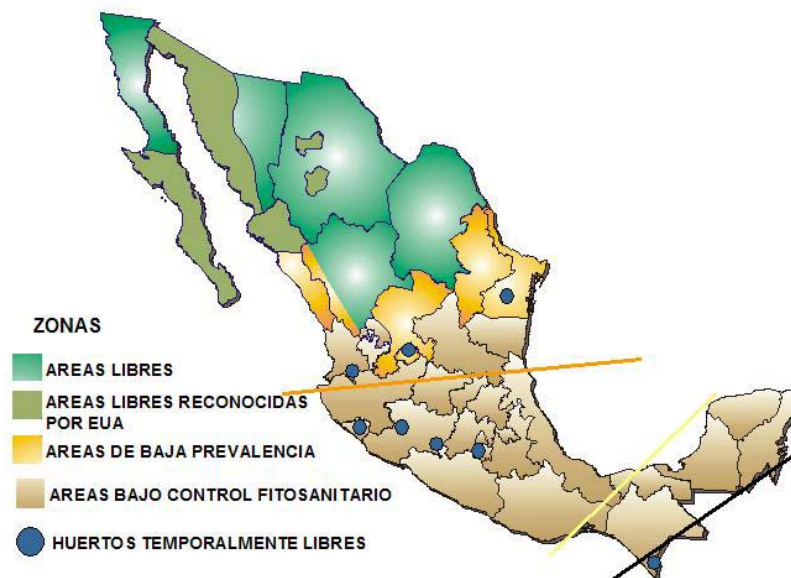 ZONAS
AREAS LIBRES
AREAS LIBRES RECONOCIDAS
POR EUA
AREAS DE BAJA PREVALENCIA
AREAS BAJO CONTROL FITOSANITARIO
HUERTOS TEMPORALMENTE LIBRES